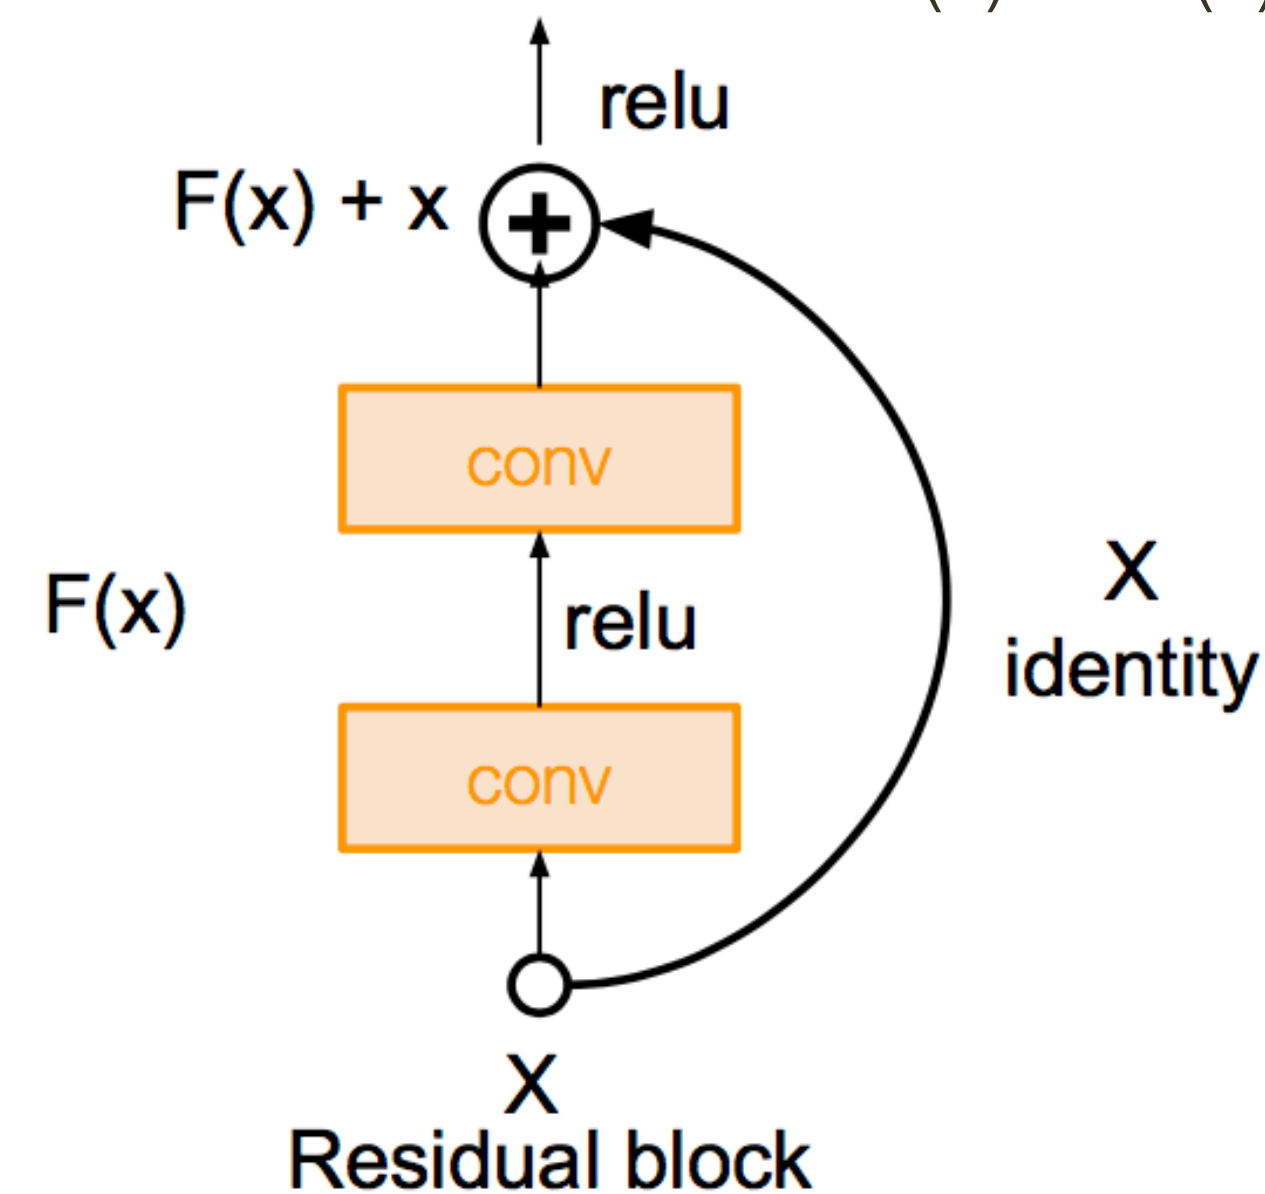 relu
F(x) + x
conv
F(x)
relu
X
identity
conv
X
Residual block